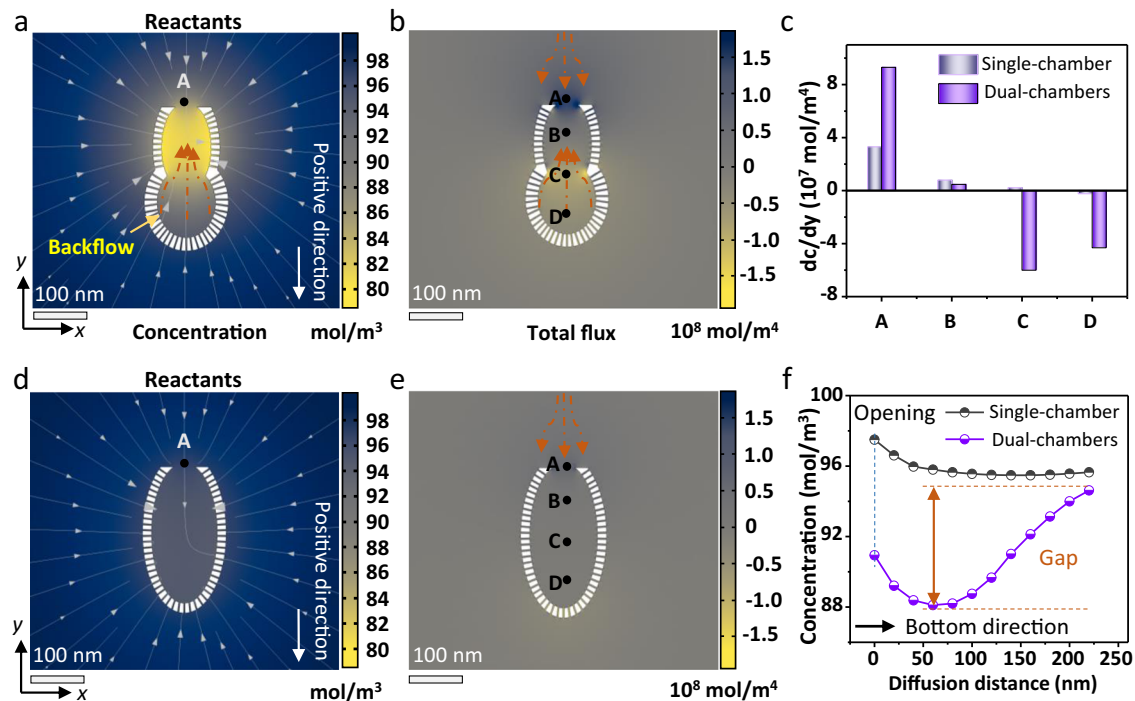 a
Reactants
A
Backflow
Positive direction
y
x
100 nm
98
96
94
92
90
88
86
84
82
80
Concentration
mol/m³
b
A
B
C
D
100 nm
1.5
1.0
0.5
0
-0.5
-1.0
-1.5
Total flux
10⁸ mol/m⁴
c
Single-chamber
Dual-chambers
dc/dy (10⁷ mol/m⁴)
8
4
0
-4
-8
A B C D
d
Reactants
A
Positive direction
y
x
100 nm
98
96
94
92
90
88
86
84
82
80
mol/m³
e
A
B
C
D
100 nm
1.5
1.0
0.5
0
-0.5
-1.0
-1.5
10⁸ mol/m⁴
f
Opening
Single-chamber
Dual-chambers
Gap
Bottom direction
Concentration (mol/m³)
100
96
92
88
0 50 100 150 200 250
Diffusion distance (nm)